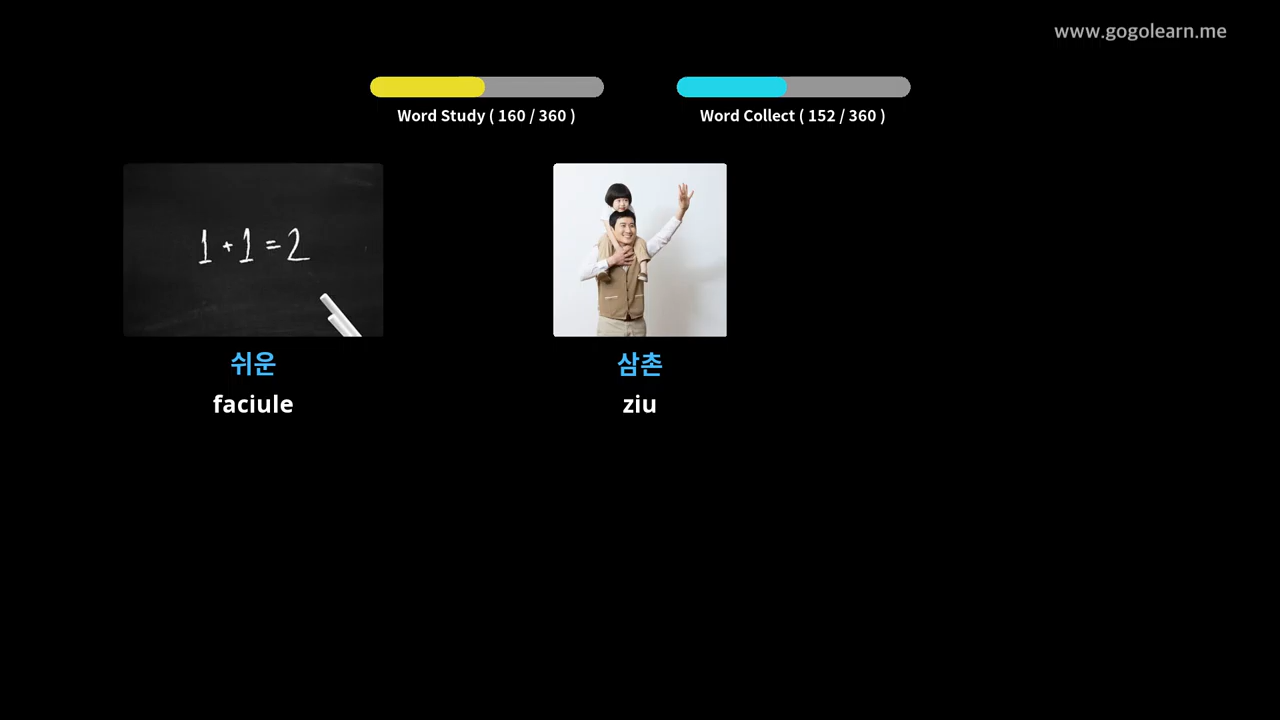 www.gogolearn.me
Word Study ( 160 / 360 )
Word Collect ( 152 / 360 )
1 + 1 = 2
쉬운
faciule
삼촌
ziu